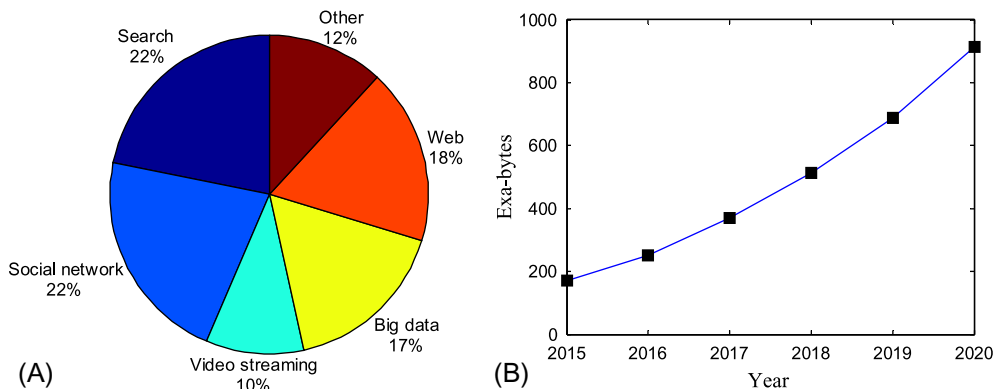 Other
12%
Search
22%
Web
18%
Social network
22%
Big data
17%
Video streaming
10%
(A)
1000
800
600
400
200
0
Exa-bytes
2015 2016 2017 2018 2019 2020
Year
(B)